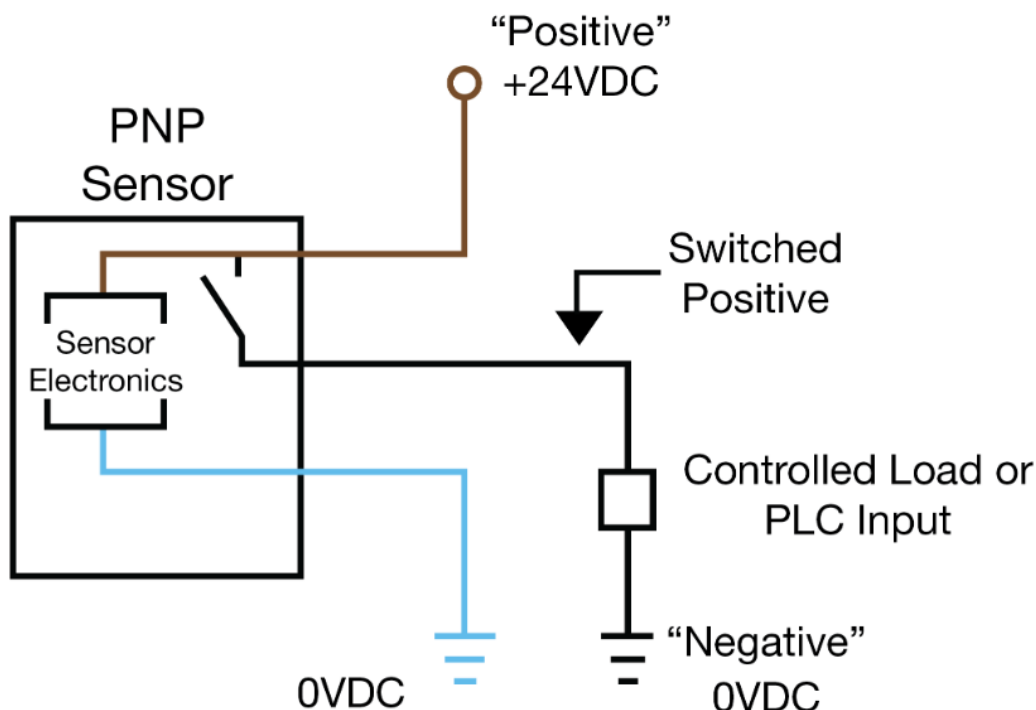 “Positive”
+24VDC
PNP
Sensor
Switched
Positive
Sensor
Electronics
Controlled Load or
PLC Input
“Negative”
0VDC
0VDC